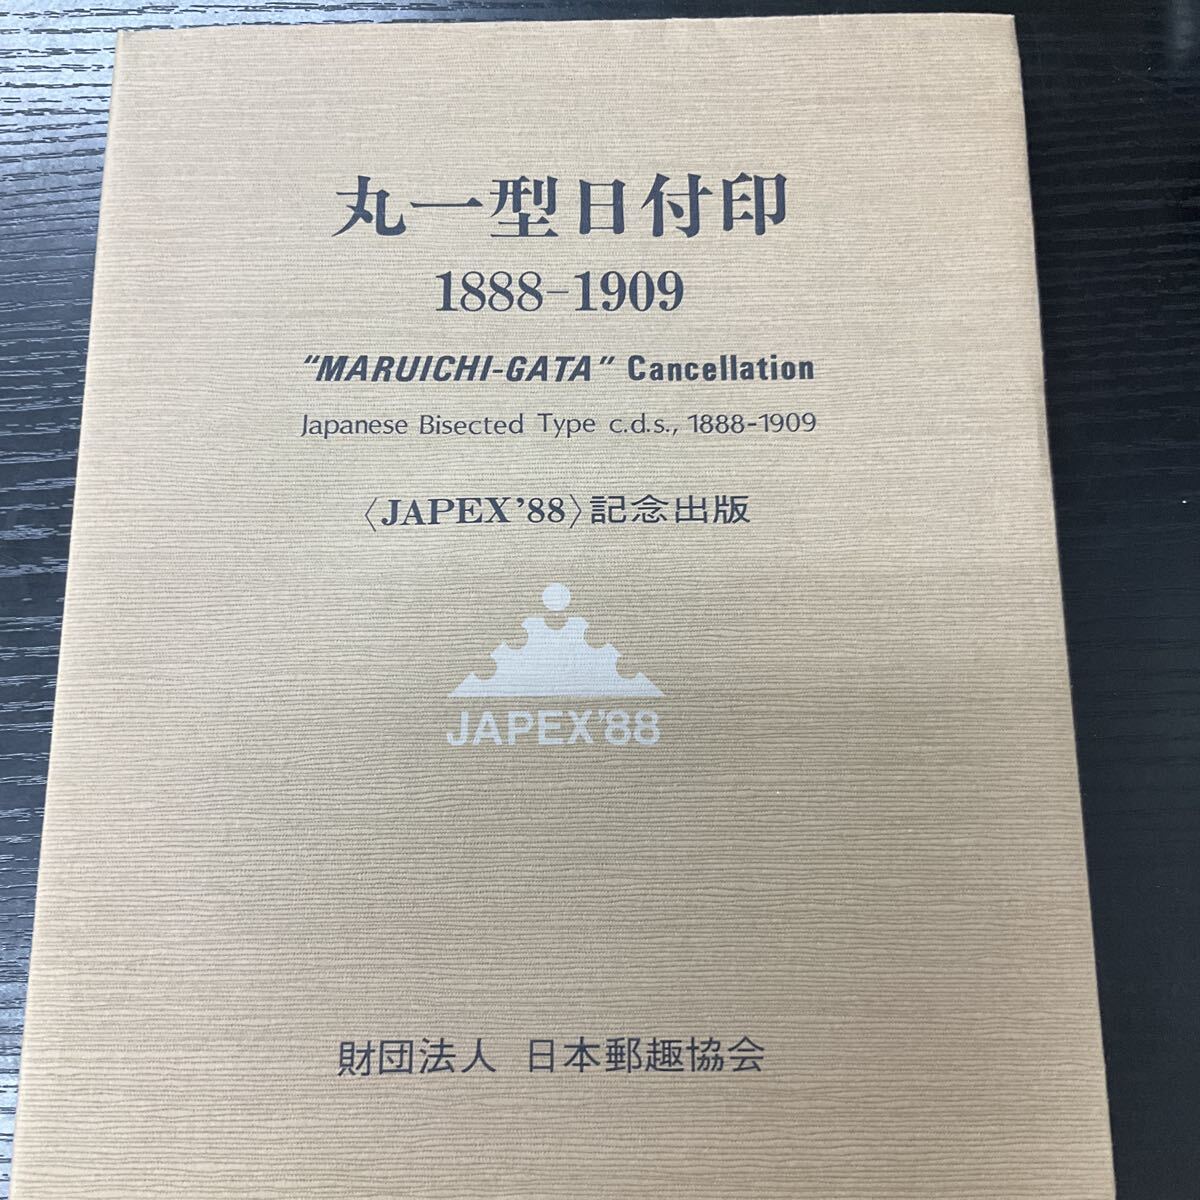 丸一型日付印
1888-1909
“MARUICHI-GATA” Cancellation
Japanese Bisected Type c.d.s., 1888-1909
〈JAPEX’88〉記念出版
JAPEX’88
財団法人 日本郵趣協会